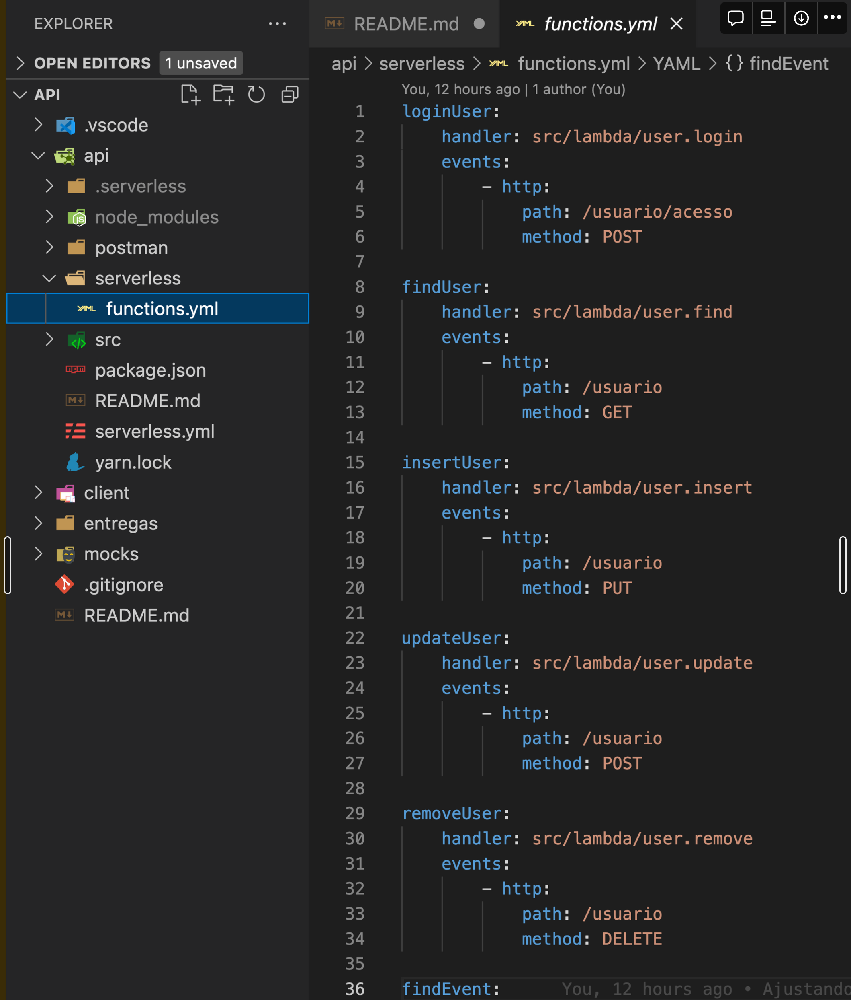 EXPLORER
OPEN EDITORS 1 unsaved
API
.vscode
api
.serverless
node_modules
postman
serverless
functions.yml
src
package.json
README.md
serverless.yml
yarn.lock
client
entregas
mocks
.gitignore
README.md
README.md functions.yml
api > serverless > functions.yml > YAML > {} findEvent
You, 12 hours ago | 1 author (You)
1 loginUser:
2 handler: src/lambda/user.login
3 events:
4 - http:
5 path: /usuario/acesso
6 method: POST
7
8 findUser:
9 handler: src/lambda/user.find
10 events:
11 - http:
12 path: /usuario
13 method: GET
14
15 insertUser:
16 handler: src/lambda/user.insert
17 events:
18 - http:
19 path: /usuario
20 method: PUT
21
22 updateUser:
23 handler: src/lambda/user.update
24 events:
25 - http:
26 path: /usuario
27 method: POST
28
29 removeUser:
30 handler: src/lambda/user.remove
31 events:
32 - http:
33 path: /usuario
34 method: DELETE
35
36 findEvent: You, 12 hours ago • Ajustando